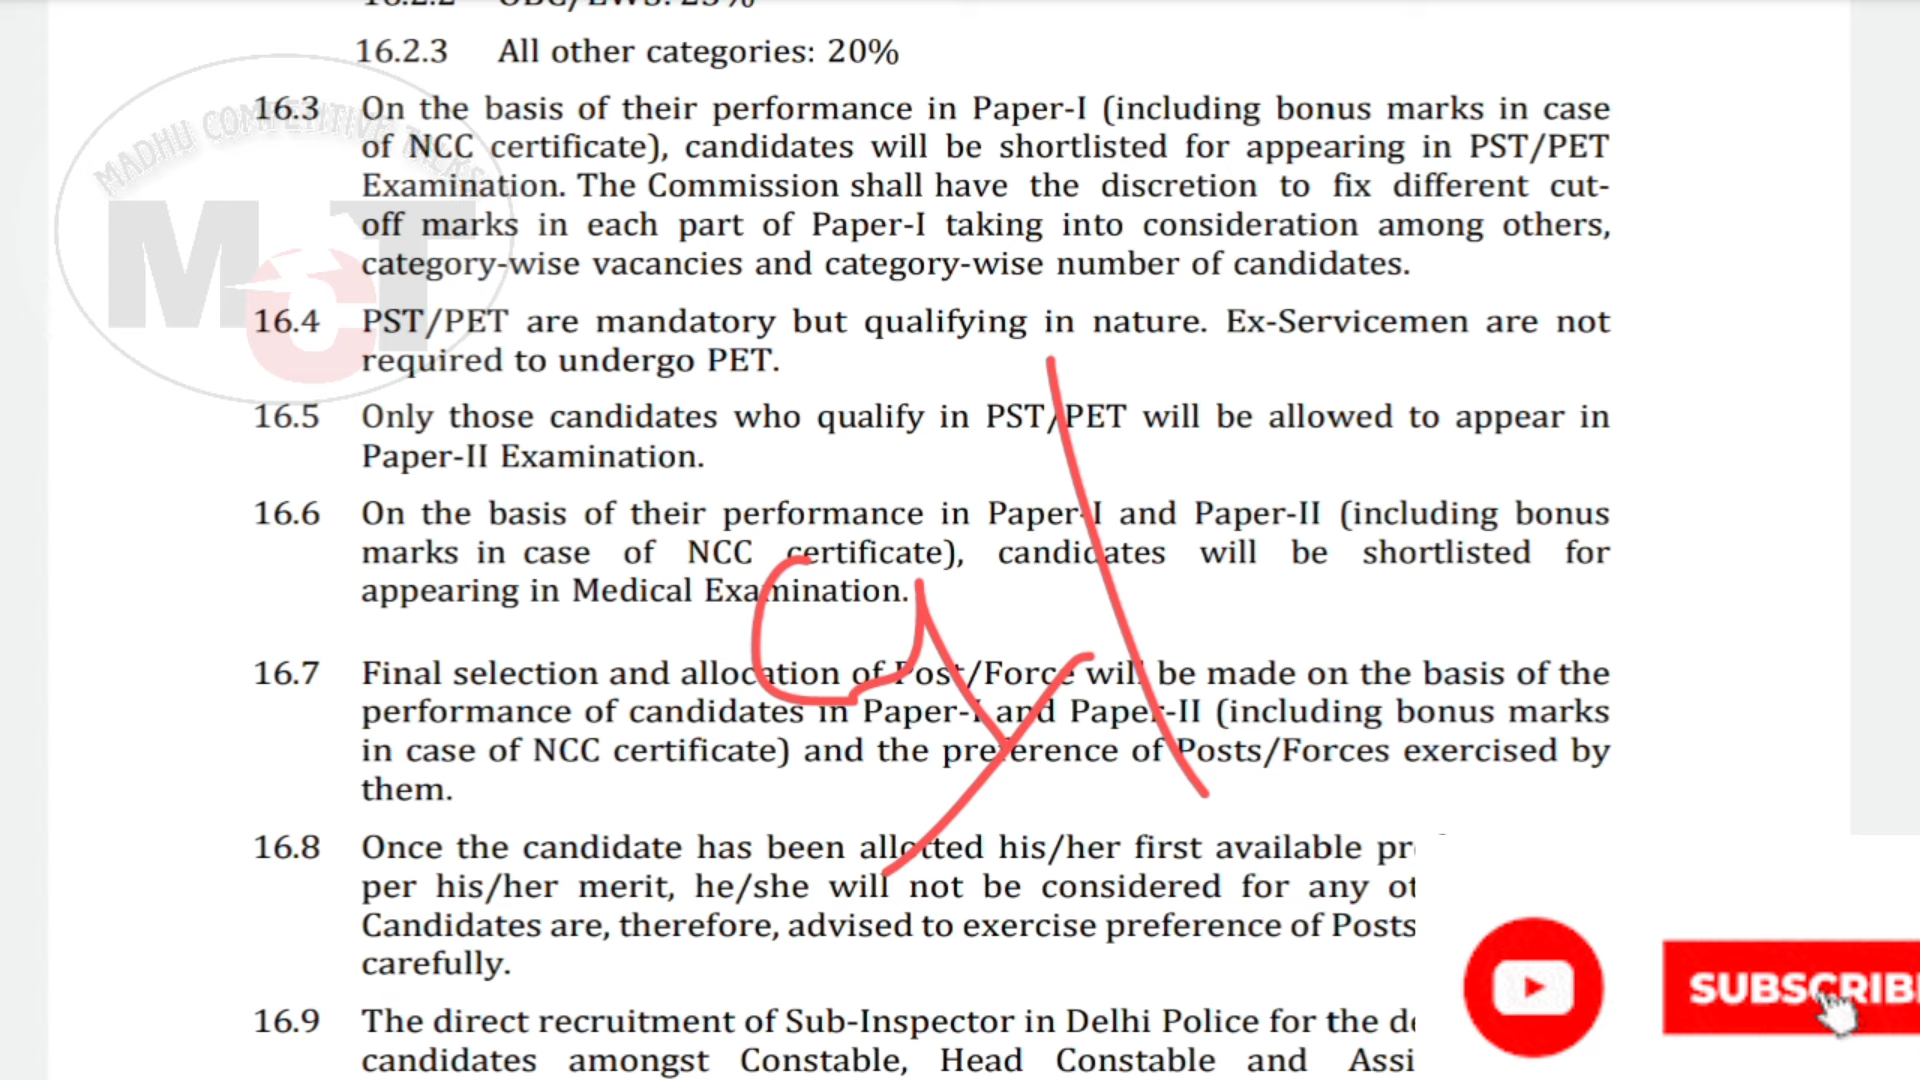 16.2.3 All other categories: 20%
16.3 On the basis of their performance in Paper-I (including bonus marks in case
of NCC certificate), candidates will be shortlisted for appearing in PST/PET
Examination. The Commission shall have the discretion to fix different cut-
off marks in each part of Paper-I taking into consideration among others,
category-wise vacancies and category-wise number of candidates.
16.4 PST/PET are mandatory but qualifying in nature. Ex-Servicemen are not
required to undergo PET.
16.5 Only those candidates who qualify in PST/PET will be allowed to appear in
Paper-II Examination.
16.6 On the basis of their performance in Paper-I and Paper-II (including bonus
marks in case of NCC certificate), candidates will be shortlisted for
appearing in Medical Examination.
16.7 Final selection and allocation of Post/Force will be made on the basis of the
performance of candidates in Paper-I and Paper-II (including bonus marks
in case of NCC certificate) and the preference of Posts/Forces exercised by
them.
16.8 Once the candidate has been allotted his/her first available
per his/her merit, he/she will not be considered for any
Candidates are, therefore, advised to exercise preference of Posts
carefully.
16.9 The direct recruitment of Sub-Inspector in Delhi Police for the
candidates amongst Constable, Head Constable and
MADHU COMPETITIVE TALKS
MCT
SUBSCRIB